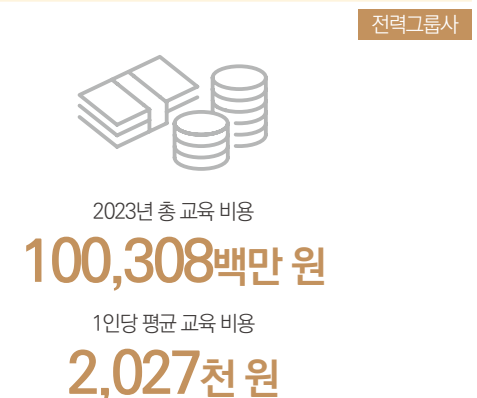 전력그룹사
2023년 총 교육 비용
100,308백만 원
1인당 평균 교육 비용
2,027천 원